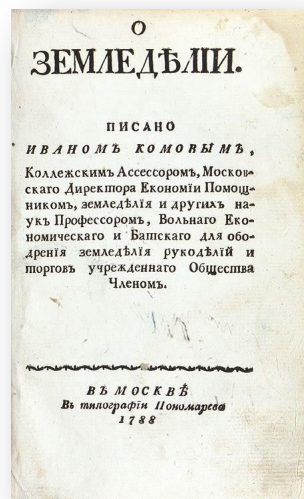 О
ЗЕМЛЕДѢЛІИ.
ПИСАНО
ИВАНОМЪ КОМОВЫМЪ,
Коллежскимъ Ассессоромъ, Москов-
скаго Директора Економіи Помощ-
никомъ, земледѣлія и другихъ на-
укъ Профессоромъ, Вольнаго Еко-
номическаго и Батскаго для обо-
дренія земледѣлія рукодѣлій и
торговъ учрежденнаго Общества
Членомъ.
ВЪ МОСКВѢ
Въ типографіи Пономарева
1788